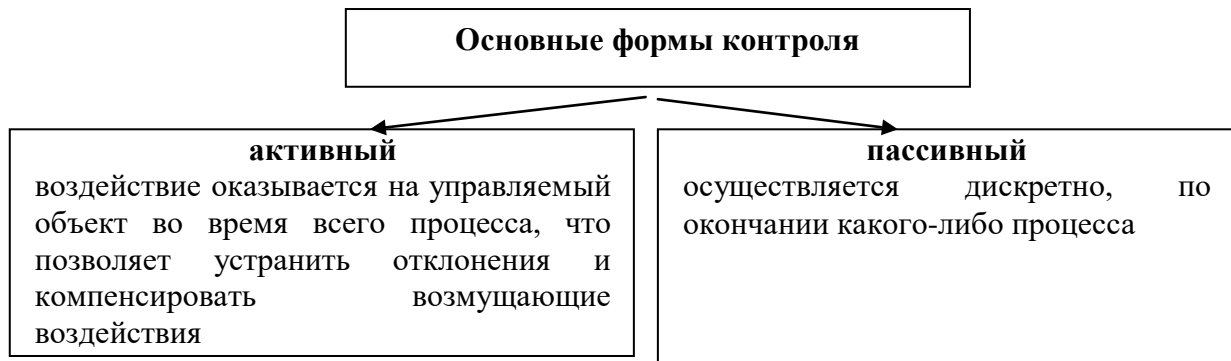 Основные формы контроля
активный
воздействие оказывается на управляемый
объект во время всего процесса, что
позволяет устранить отклонения и
компенсировать возмущающие
воздействия
пассивный
осуществляется дискретно, по
окончании какого-либо процесса